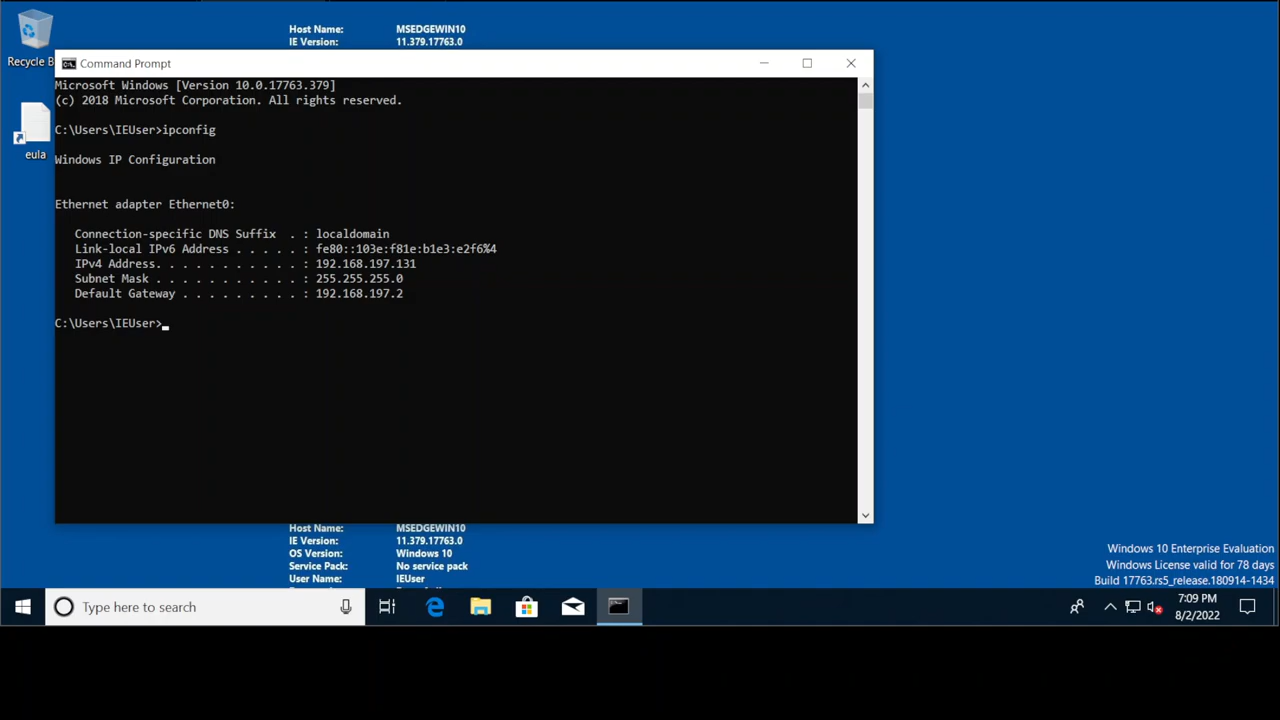 Host Name: MSEDGEWIN10
IE Version: 11.379.17763.0
Recycle B
Command Prompt
Microsoft Windows [Version 10.0.17763.379]
(c) 2018 Microsoft Corporation. All rights reserved.
C:\Users\IEUser>ipconfig
eula
Windows IP Configuration
Ethernet adapter Ethernet0:
Connection-specific DNS Suffix . : localdomain
Link-local IPv6 Address . . . . . : fe80::103e:f81e:b1e3:e2f6%4
IPv4 Address. . . . . . . . . . . : 192.168.197.131
Subnet Mask . . . . . . . . . . . : 255.255.255.0
Default Gateway . . . . . . . . . : 192.168.197.2
C:\Users\IEUser>
Host Name: MSEDGEWIN10
IE Version: 11.379.17763.0
OS Version: Windows 10
Service Pack: No service pack
User Name: IEUser
Windows 10 Enterprise Evaluation
Windows License valid for 78 days
Build 17763.rs5_release.180914-1434
Type here to search
7:09 PM
8/2/2022